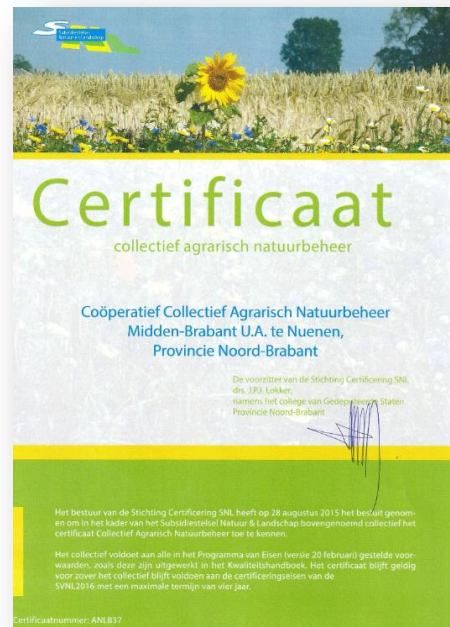 Subsidiestelsel
Natuur en Landschap
Certificaat
collectief agrarisch natuurbeheer
Coöperatief Collectief Agrarisch Natuurbeheer
Midden-Brabant U.A. te Nuenen,
Provincie Noord-Brabant
De voorzitter van de Stichting Certificering SNL
drs. J.P.J. Lokker,
namens het college van Gedeputeerde Staten
Provincie Noord-Brabant
Het bestuur van de Stichting Certificering SNL heeft op 28 augustus 2015 het besluit genom-
en om in het kader van het Subsidiestelsel Natuur & Landschap bovengenoemd collectief het
certificaat Collectief Agrarisch Natuurbeheer toe te kennen.
Het collectief voldoet aan alle in het Programma van Eisen (versie 20 februari) gestelde voor-
waarden, zoals deze zijn uitgewerkt in het Kwaliteitshandboek. Het certificaat blijft geldig
voor zover het collectief blijft voldoen aan de certificeringseisen van de
SVNL2016 met een maximale termijn van vier jaar.
Certificaatnummer: ANLB37